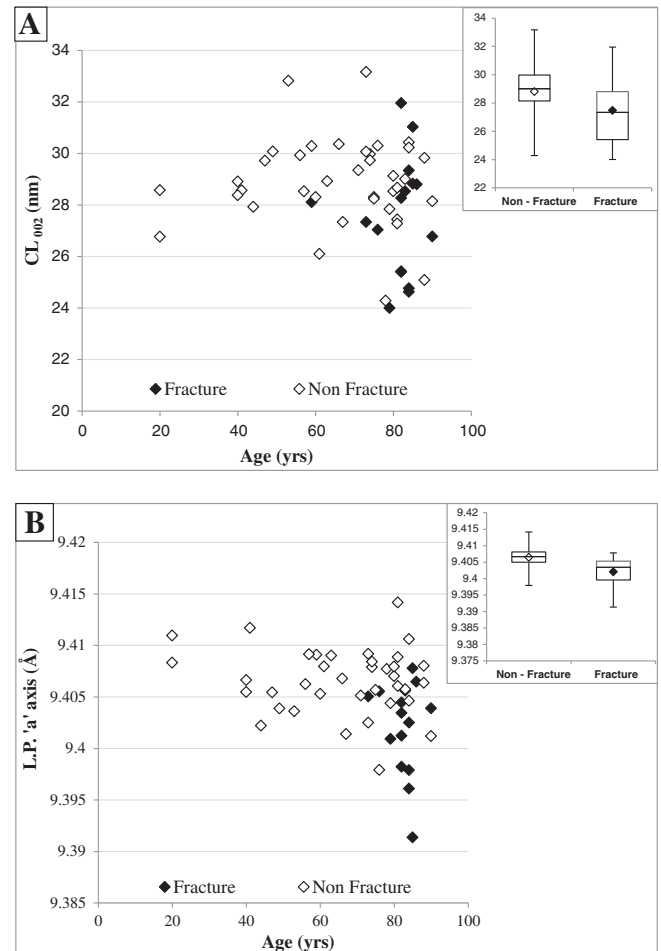 A
34
32
30
28
26
24
22
20
CL 002 (nm)
0 20 40 60 80 100
Age (yrs)
Fracture Non Fracture
34
32
30
28
26
24
22
Non - Fracture Fracture
B
9.42
9.415
9.41
9.405
9.4
9.395
9.39
9.385
L.P. 'a' axis (Å)
0 20 40 60 80 100
Age (yrs)
Fracture Non Fracture
9.42
9.415
9.41
9.405
9.4
9.395
9.39
9.385
9.38
9.375
Non - Fracture Fracture